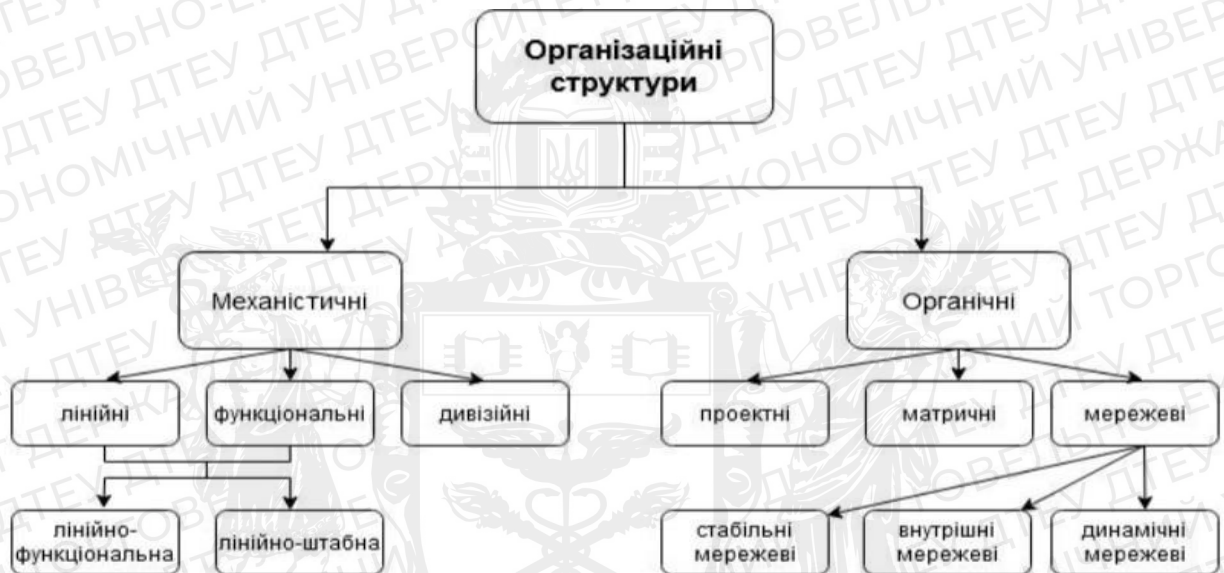 Організаційні
структури
Механістичні
Органічні
лінійні
функціональні
дивізійні
проектні
матричні
мережеві
лінійно-
функціональна
лінійно-штабна
стабільні
мережеві
внутрішні
мережеві
динамічні
мережеві